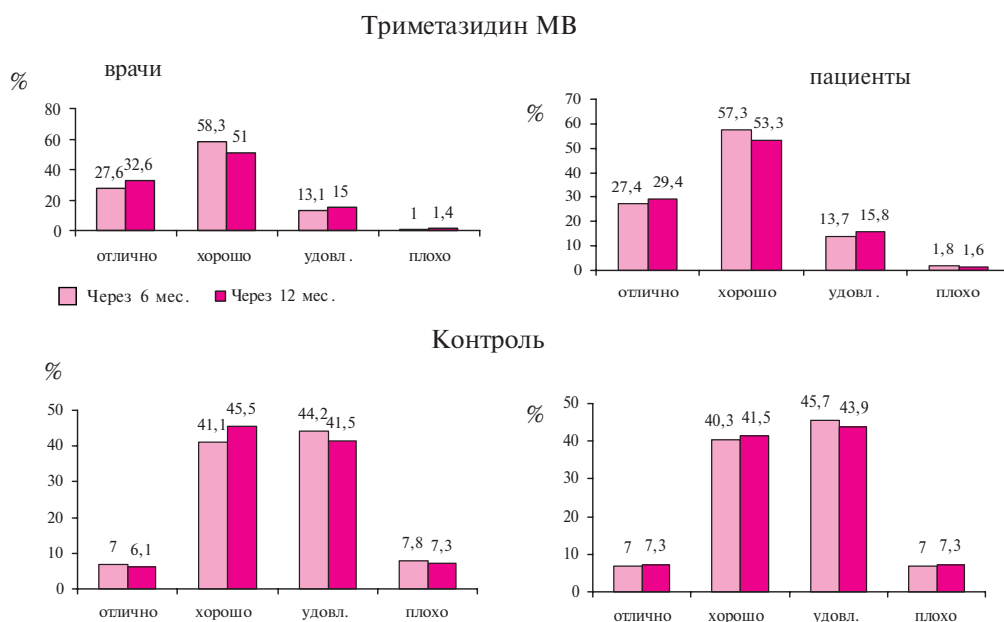 Триметазидин МВ
врачи
%
80
60
40
20
0
27,6
32,6
58,3
51
13,1
15
1
1,4
отлично
хорошо
удовл.
плохо
Через 6 мес.
Через 12 мес.
пациенты
%
70
60
50
40
30
20
10
0
27,4
29,4
57,3
53,3
13,7
15,8
1,8
1,6
отлично
хорошо
удовл.
плохо
Контроль
%
50
40
30
20
10
0
7
6,1
41,1
45,5
44,2
41,5
7,8
7,3
отлично
хорошо
удовл.
плохо
%
50
40
30
20
10
0
7
7,3
40,3
41,5
45,7
43,9
7
7,3
отлично
хорошо
удовл.
плохо